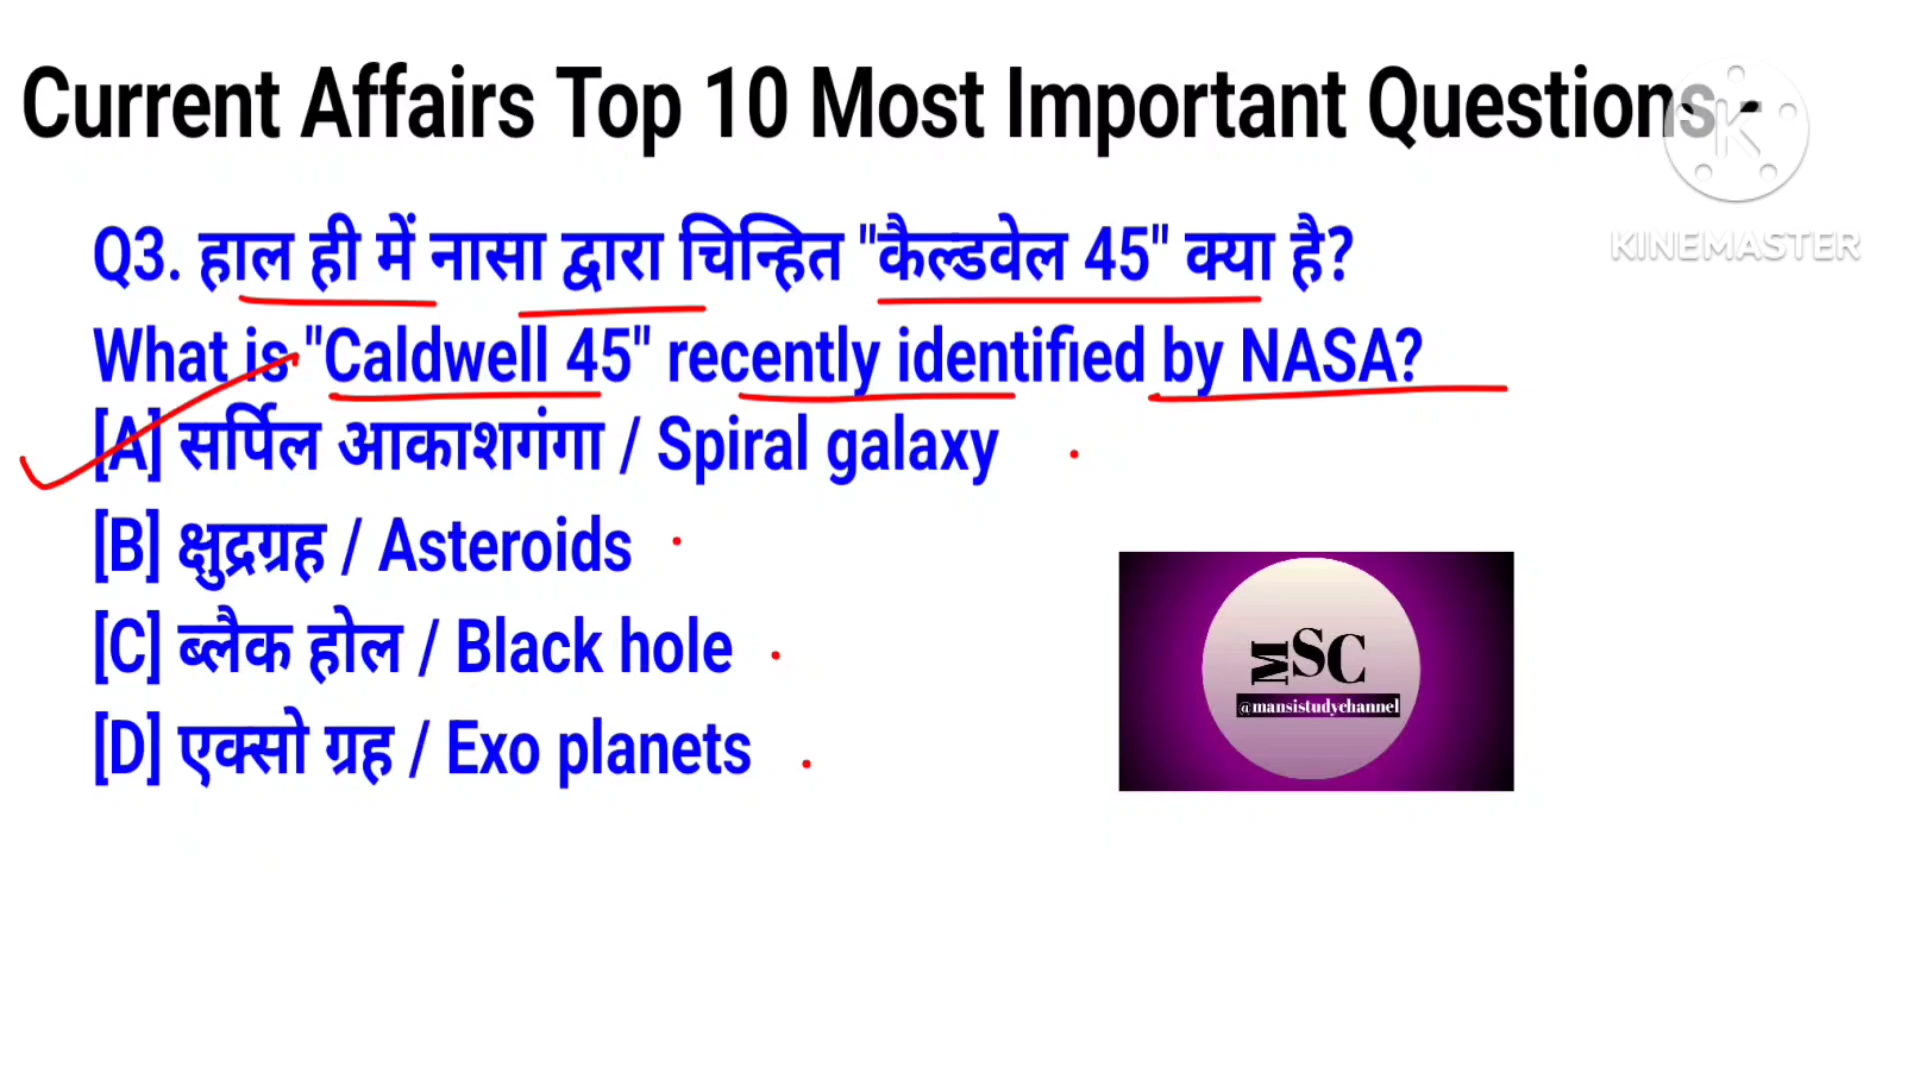 Current Affairs Top 10 Most Important Questions -
KINEMASTER
Q3. हाल ही में नासा द्वारा चिन्हित "कैल्डवेल 45" क्या है?
What is "Caldwell 45" recently identified by NASA?
[A] सर्पिल आकाशगंगा / Spiral galaxy
[B] क्षुद्रग्रह / Asteroids
[C] ब्लैक होल / Black hole
[D] एक्सो ग्रह / Exo planets
MSC
@mansistudychannel